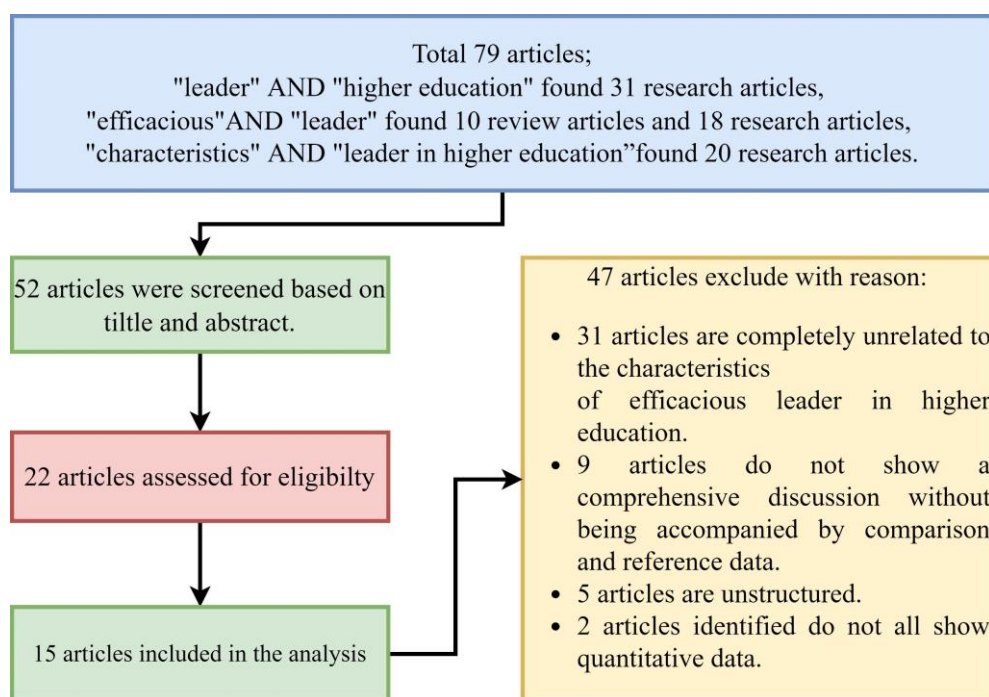 Total 79 articles;
"leader" AND "higher education" found 31 research articles,
"efficacious"AND "leader" found 10 review articles and 18 research articles,
"characteristics" AND "leader in higher education”found 20 research articles.
52 articles were screened based on
tiltle and abstract.
22 articles assessed for eligibilty
15 articles included in the analysis
47 articles exclude with reason:
• 31 articles are completely unrelated to
the characteristics
of efficacious leader in higher
education.
• 9 articles do not show a
comprehensive discussion without
being accompanied by comparison
and reference data.
• 5 articles are unstructured.
• 2 articles identified do not all show
quantitative data.